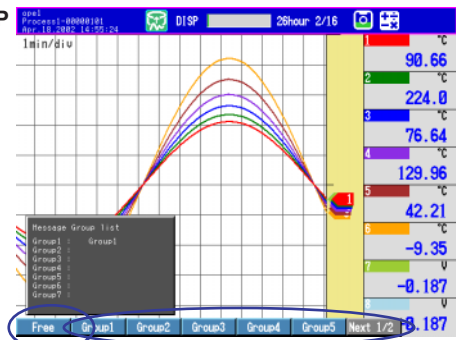 P
opel
Process1-00000101
Apr.18.2002 14:55:24
DISP
26hour 2/16
1min/div
1 °C
90.66
2 °C
224.0
3 °C
76.64
4 °C
129.96
5 °C
42.21
6 °C
-9.35
7 V
-0.187
V
0.187
1
Message Group list
Group1 : Group1
Group2 :
Group3 :
Group4 :
Group5 :
Group6 :
Group7 :
Free Group1 Group2 Group3 Group4 Group5 Next 1/2